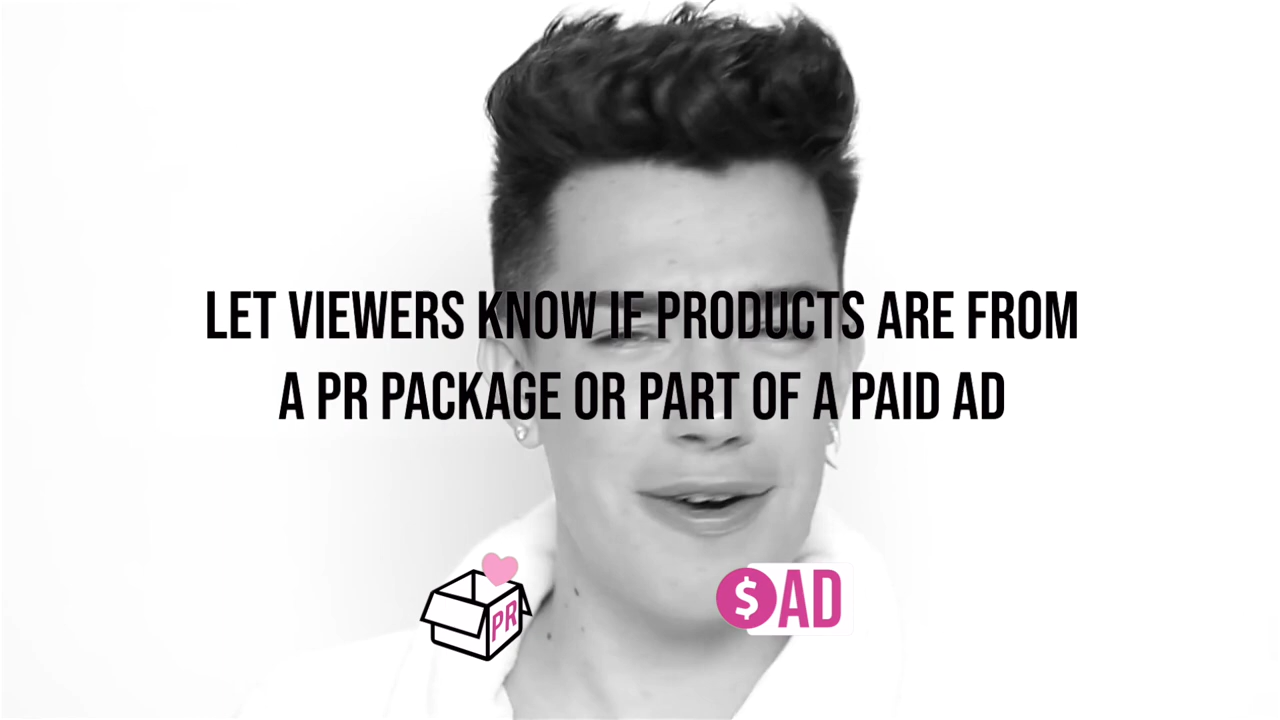 LET VIEWERS KNOW IF PRODUCTS ARE FROM
A PR PACKAGE OR PART OF A PAID AD
PR
$AD